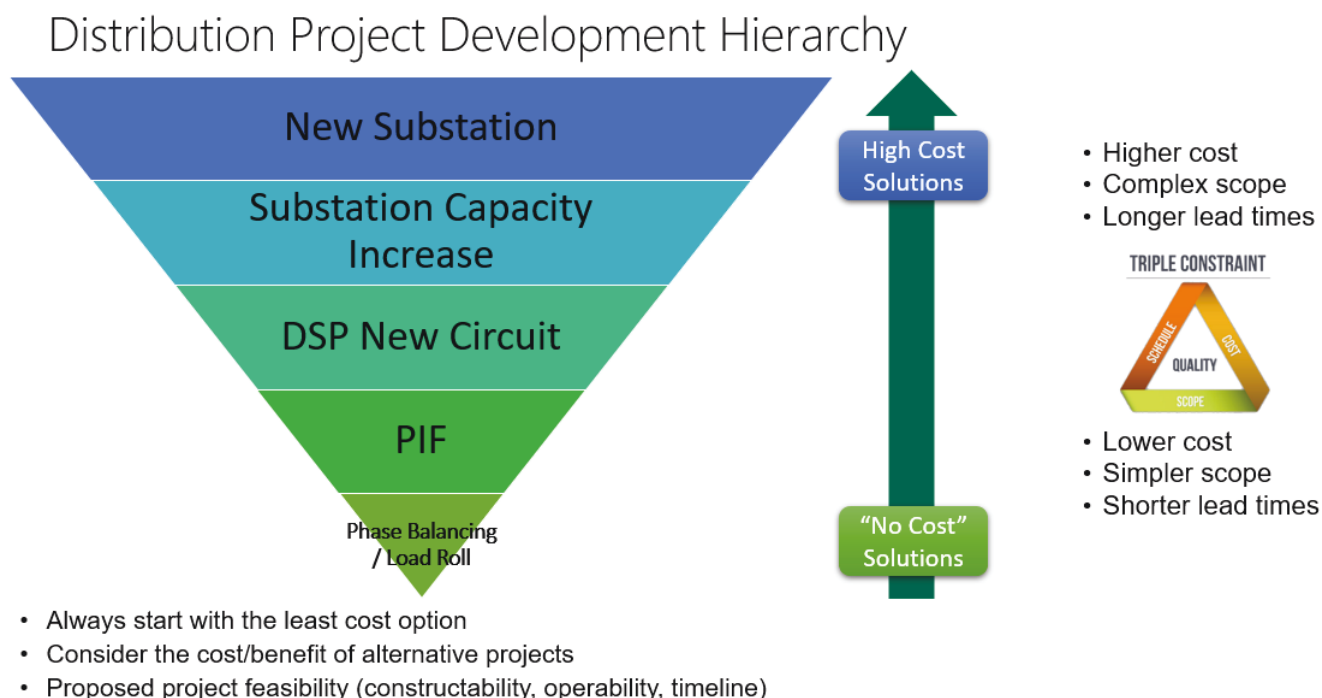 Distribution Project Development Hierarchy
New Substation
Substation Capacity
Increase
DSP New Circuit
PIF
Phase Balancing
/ Load Roll
High Cost
Solutions
“No Cost”
Solutions
• Higher cost
• Complex scope
• Longer lead times
TRIPLE CONSTRAINT
SCHEDULE
COST
QUALITY
SCOPE
• Lower cost
• Simpler scope
• Shorter lead times
• Always start with the least cost option
• Consider the cost/benefit of alternative projects
• Proposed project feasibility (constructability, operability, timeline)